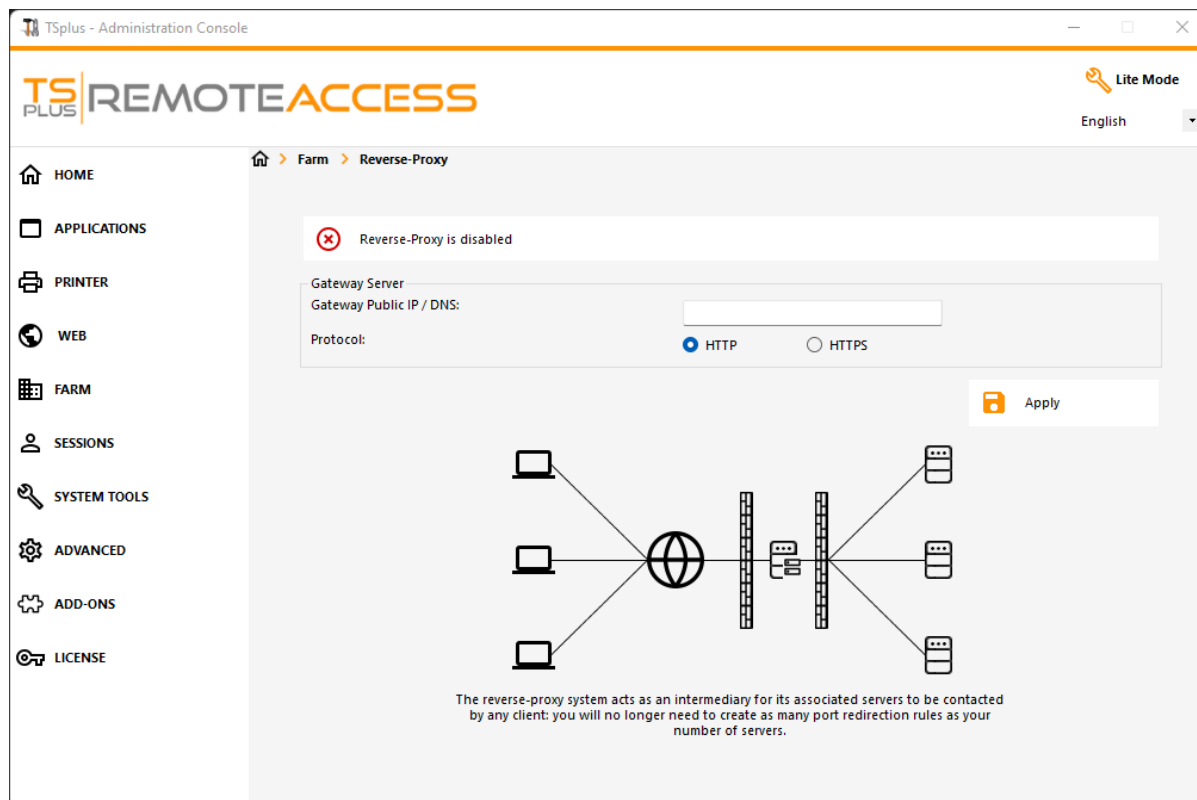 TSplus - Administration Console
TS PLUS REMOTEACCESS
Lite Mode
English
HOME
APPLICATIONS
PRINTER
WEB
FARM
SESSIONS
SYSTEM TOOLS
ADVANCED
ADD-ONS
LICENSE
Farm > Reverse-Proxy
Reverse-Proxy is disabled
Gateway Server
Gateway Public IP / DNS:
Protocol:
HTTP HTTPS
Apply
The reverse-proxy system acts as an intermediary for its associated servers to be contacted
by any client: you will no longer need to create as many port redirection rules as your
number of servers.